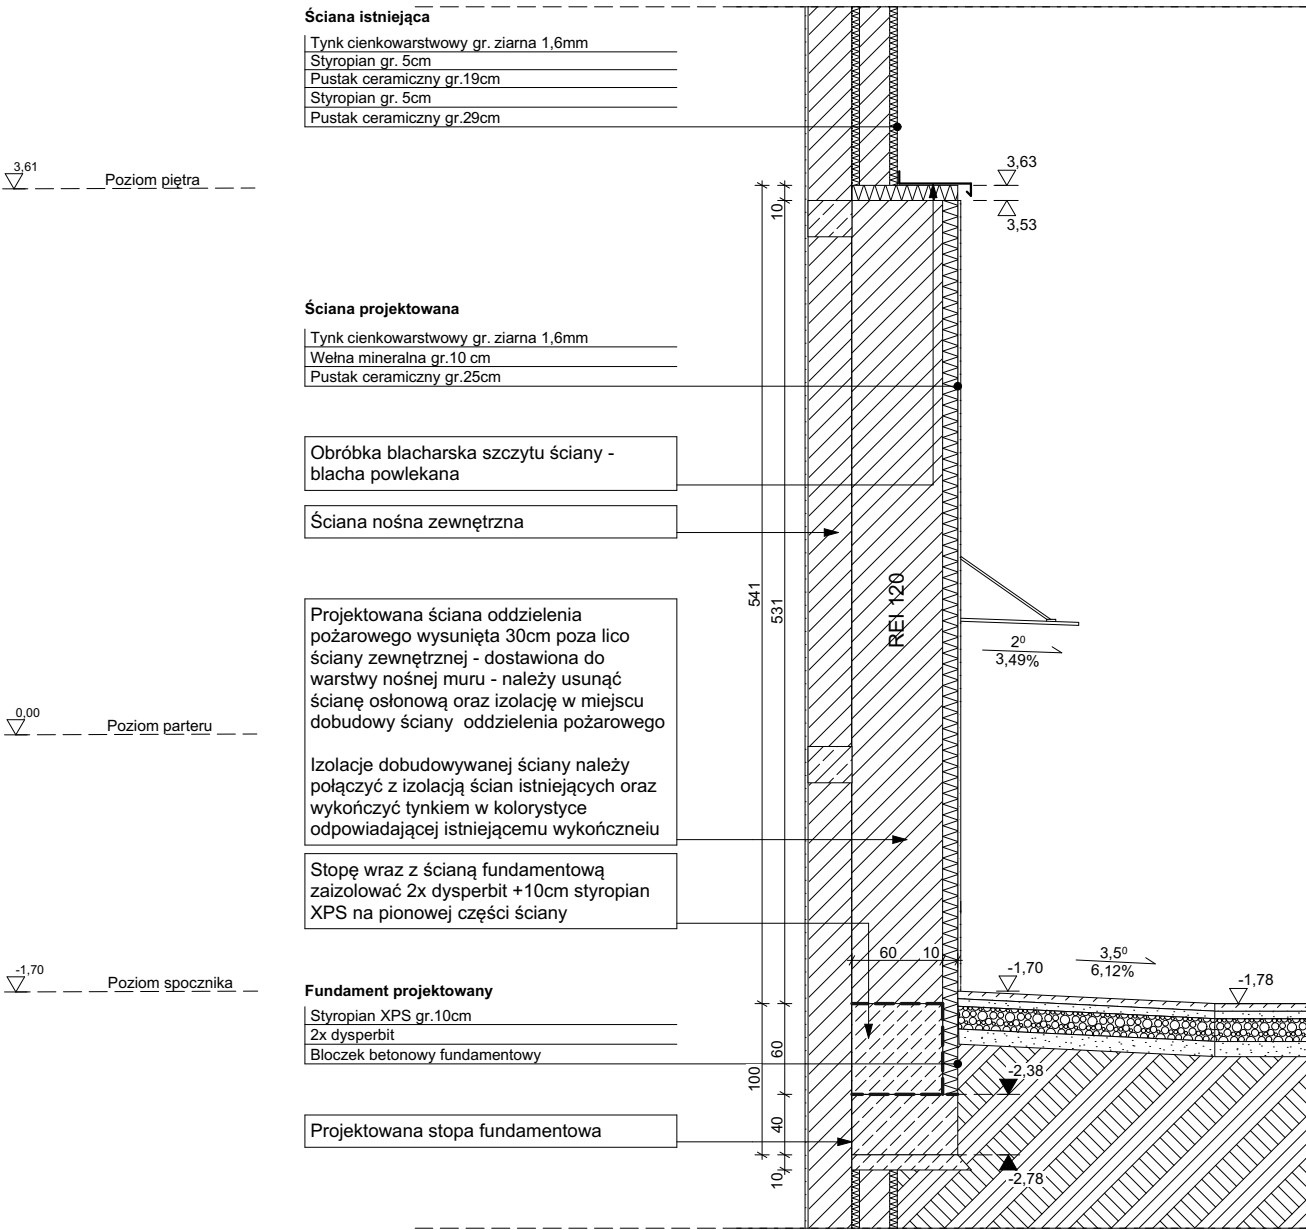 Ściana istniejąca
Tynk cienkowarstwowy gr. ziarna 1,6mm
Styropian gr. 5cm
Pustak ceramiczny gr.19cm
Styropian gr. 5cm
Pustak ceramiczny gr.29cm
3,61
Poziom piętra
3,63
3,53
10
Ściana projektowana
Tynk cienkowarstwowy gr. ziarna 1,6mm
Wełna mineralna gr.10 cm
Pustak ceramiczny gr.25cm
Obróbka blacharska szczytu ściany -
blacha powlekana
Ściana nośna zewnętrzna
541
531
REI 120
2⁰
3,49%
Projektowana ściana oddzielenia
pożarowego wysunięta 30cm poza lico
ściany zewnętrznej - dostawiona do
warstwy nośnej muru - należy usunąć
ścianę osłonową oraz izolację w miejscu
dobudowy ściany oddzielenia pożarowego
Izolacje dobudowywanej ściany należy
połączyć z izolacją ścian istniejących oraz
wykończyć tynkiem w kolorystyce
odpowiadającej istniejącemu wykończneiu
0,00
Poziom parteru
Stopę wraz z ścianą fundamentową
zaizolować 2x dysperbit +10cm styropian
XPS na pionowej części ściany
60 10
3,5⁰
6,12%
-1,70
-1,78
-1,70
Poziom spocznika
Fundament projektowany
Styropian XPS gr.10cm
2x dysperbit
Bloczek betonowy fundamentowy
100
60
-2,38
Projektowana stopa fundamentowa
40
10
-2,78